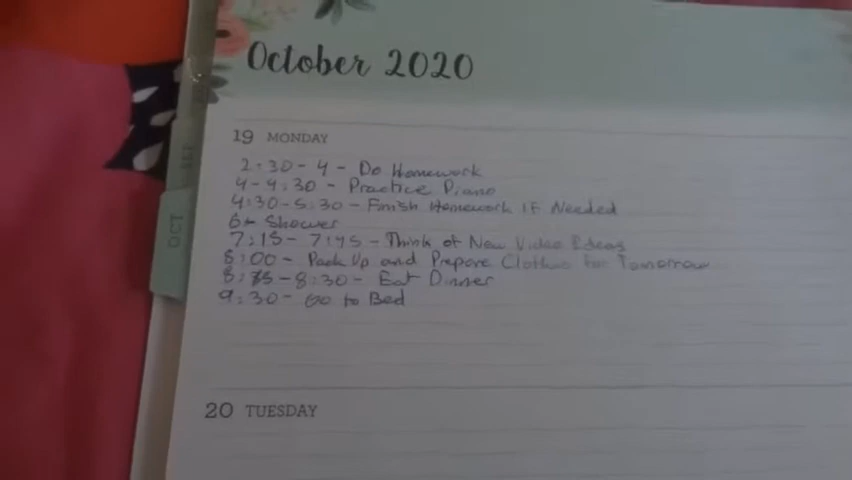 October 2020
19 MONDAY
2:30-4 - Do Homework
4-4:30 - Practice Piano
4:30-5:30 - Finish Homework IF Needed
6- Shower
7:15- 7:45 - Think of New Video Ideas
8:00 - Pack Up and Prepare Clothes for Tomorrow
-8:30- Eat Dinner
9:30- Go to Bed
OCT
20 TUESDAY